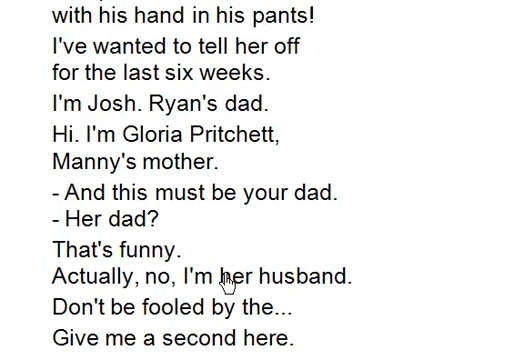 with his hand in his pants!
I've wanted to tell her off
for the last six weeks.
I'm Josh. Ryan's dad.
Hi. I'm Gloria Pritchett,
Manny's mother.
- And this must be your dad.
- Her dad?
That's funny.
Actually, no, I'm her husband.
Don't be fooled by the...
Give me a second here.